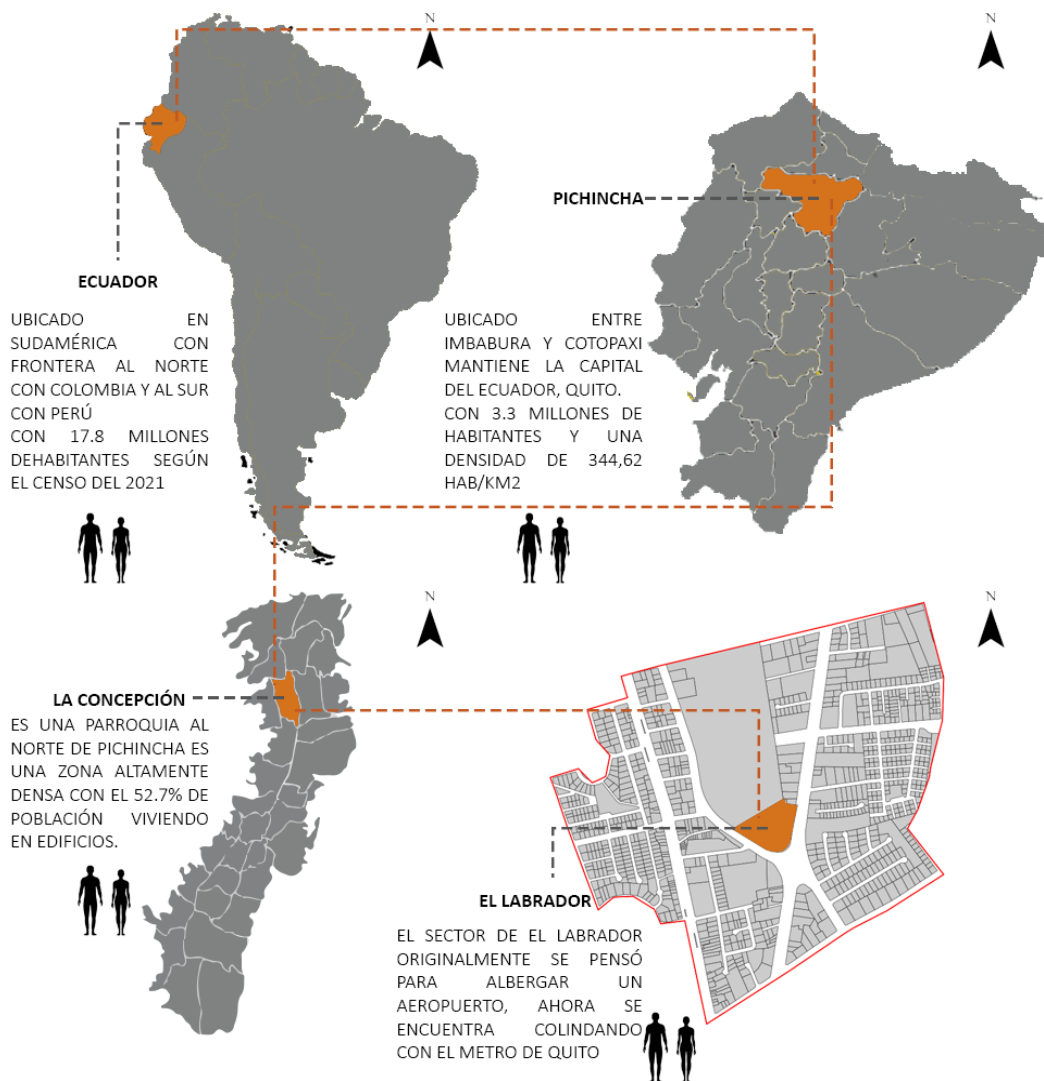 N
N
ECUADOR
UBICADO EN
SUDAMÉRICA CON
FRONTERA AL NORTE
CON COLOMBIA Y AL SUR
CON PERÚ
CON 17.8 MILLONES
DEHABITANTES SEGÚN
EL CENSO DEL 2021
PICHINCHA
UBICADO ENTRE
IMBABURA Y COTOPAXI
MANTIENE LA CAPITAL
DEL ECUADOR, QUITO.
CON 3.3 MILLONES DE
HABITANTES Y UNA
DENSIDAD DE 344,62
HAB/KM2
N
N
LA CONCEPCIÓN
ES UNA PARROQUIA AL
NORTE DE PICHINCHA ES
UNA ZONA ALTAMENTE
DENSA CON EL 52.7% DE
POBLACIÓN VIVIENDO
EN EDIFICIOS.
EL LABRADOR
EL SECTOR DE EL LABRADOR
ORIGINALMENTE SE PENSÓ
PARA ALBERGAR UN
AEROPUERTO, AHORA SE
ENCUENTRA COLINDANDO
CON EL METRO DE QUITO